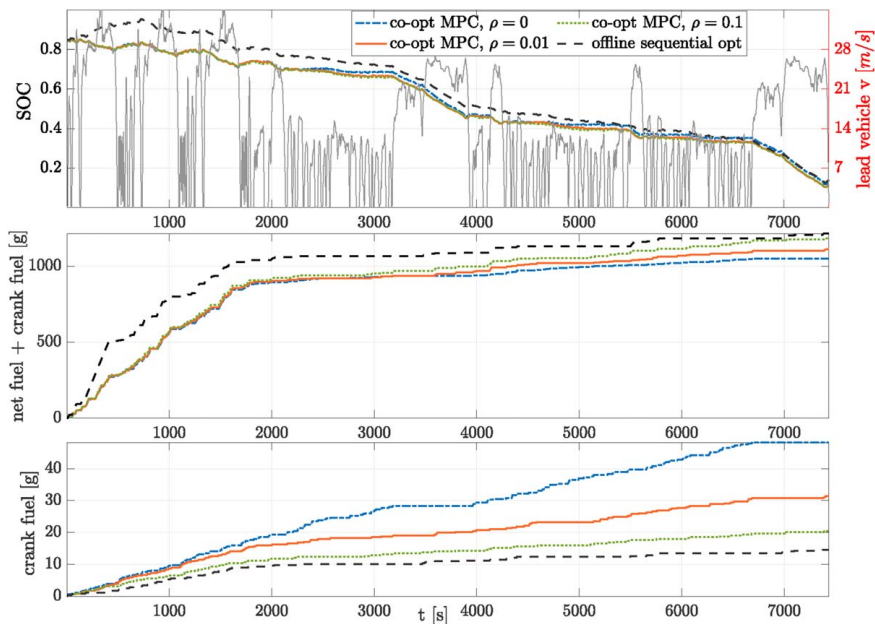 co-opt MPC, ρ = 0
co-opt MPC, ρ = 0.1
co-opt MPC, ρ = 0.01
offline sequential opt
SOC
0.8
0.6
0.4
0.2
28
21
14
7
lead vehicle v [m/s]
1000 2000 3000 4000 5000 6000 7000
net fuel + crank fuel [g]
1000
500
0
1000 2000 3000 4000 5000 6000 7000
crank fuel [g]
40
30
20
10
0
1000 2000 3000 4000 5000 6000 7000
t [s]